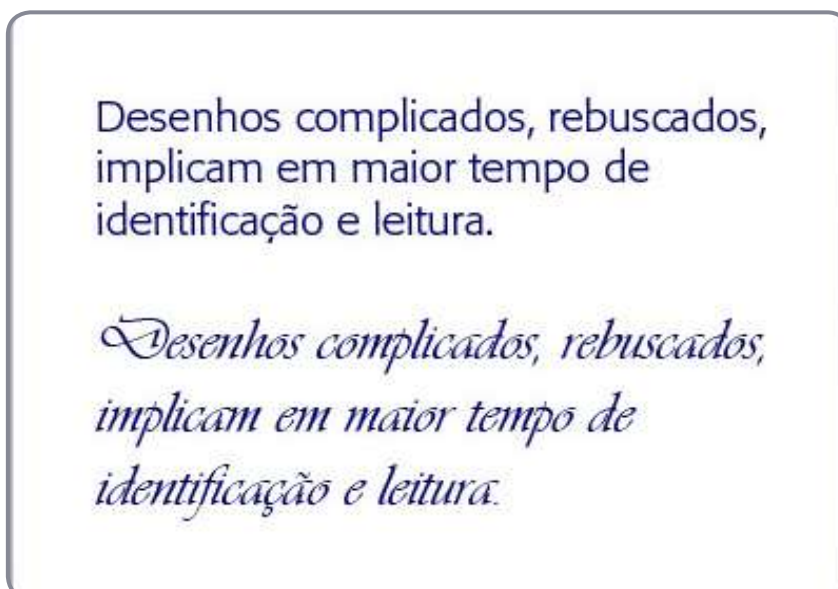 Desenhos complicados, rebuscados,
implicam em maior tempo de
identificação e leitura.
Desenhos complicados, rebuscados,
implicam em maior tempo de
identificação e leitura.